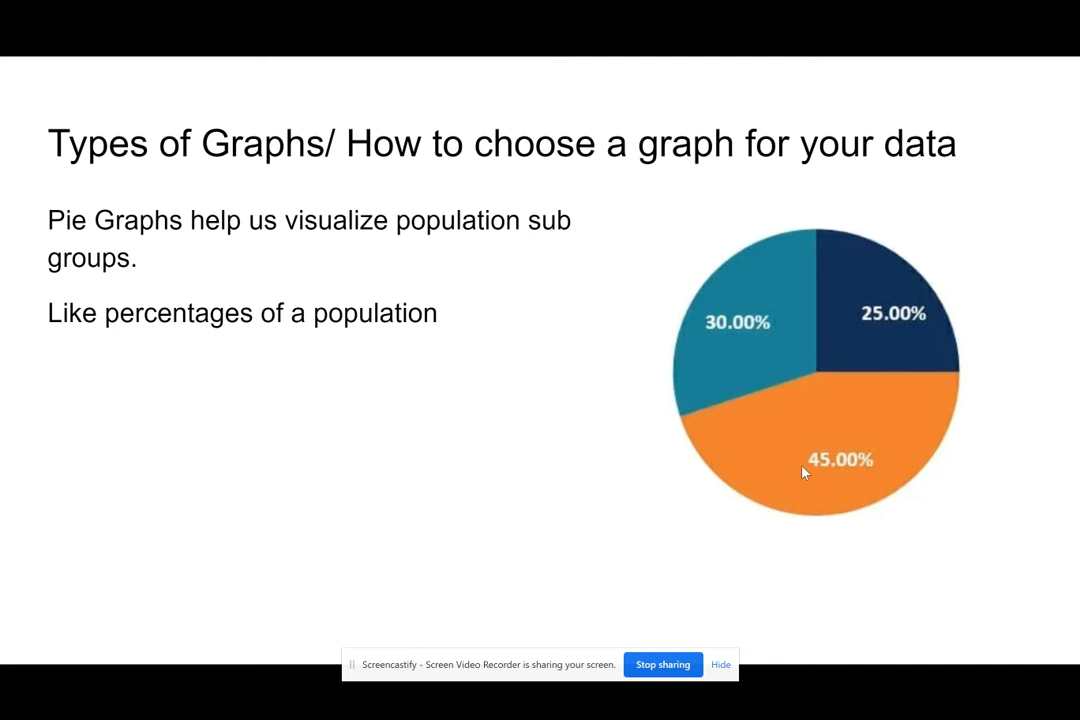 Types of Graphs/ How to choose a graph for your data
Pie Graphs help us visualize population sub
groups.
Like percentages of a population
30.00%
25.00%
45.00%
Screencastify - Screen Video Recorder is sharing your screen.
Stop sharing
Hide